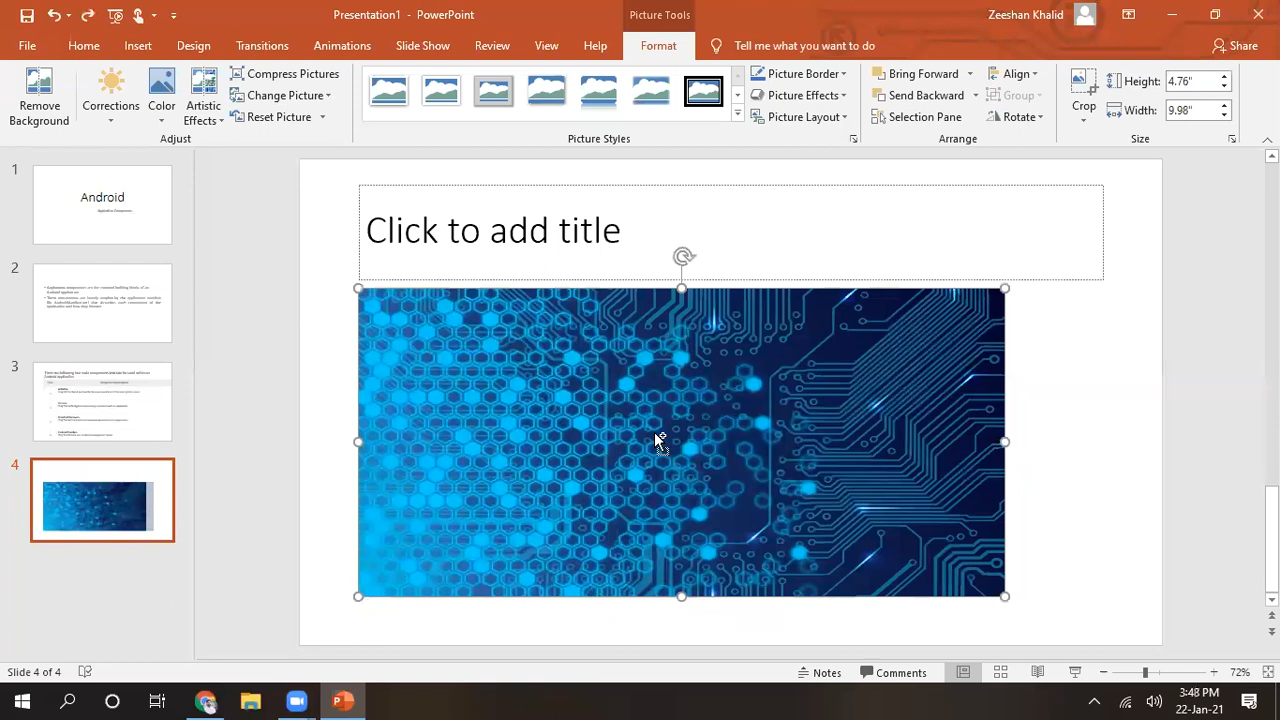 Presentation1 - PowerPoint
Picture Tools
Zeeshan Khalid
File Home Insert Design Transitions Animations Slide Show Review View Help Format Tell me what you want to do Share
Remove Background
Corrections
Color
Artistic Effects
Compress Pictures
Change Picture
Reset Picture
Adjust
Picture Styles
Picture Border
Picture Effects
Picture Layout
Bring Forward
Send Backward
Selection Pane
Align
Group
Rotate
Arrange
Crop
Height: 4.76"
Width: 9.98"
Size
1
Android
2
3
4
Click to add title
Slide 4 of 4
Notes
Comments
72%
3:48 PM
22-Jan-21